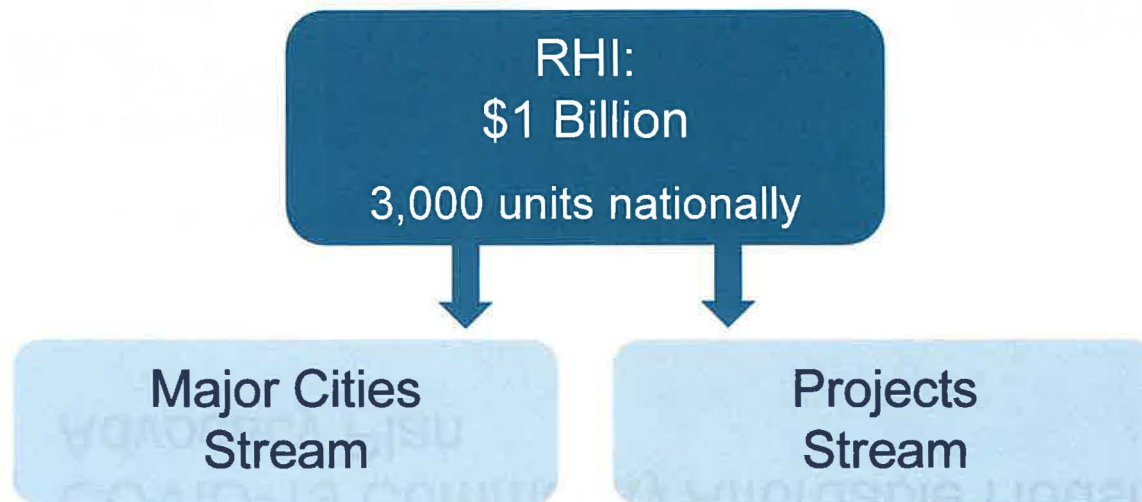 RHI:
$1 Billion
3,000 units nationally
Major Cities
Stream
Projects
Stream